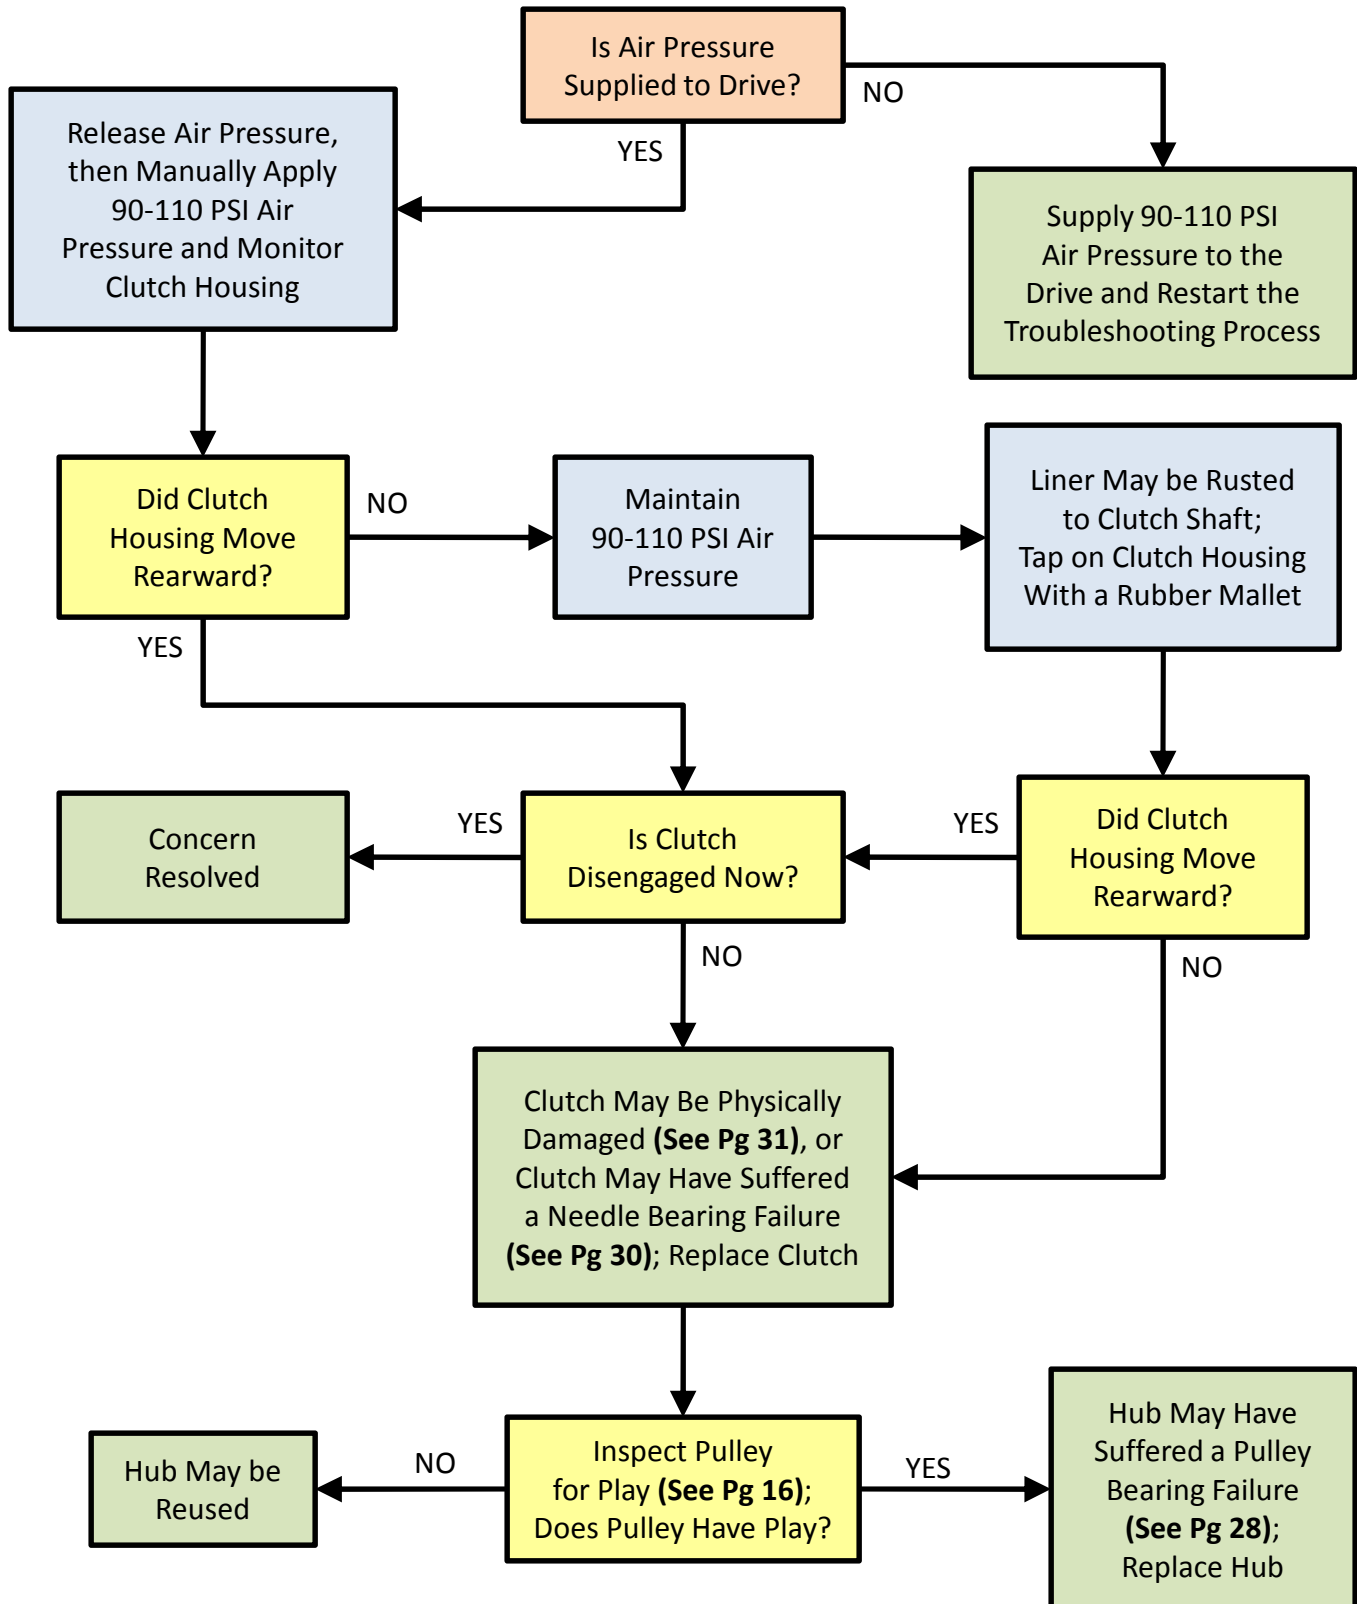 Is Air Pressure
Supplied to Drive?
NO
YES
Release Air Pressure,
then Manually Apply
90-110 PSI Air
Pressure and Monitor
Clutch Housing
Supply 90-110 PSI
Air Pressure to the
Drive and Restart the
Troubleshooting Process
Did Clutch
Housing Move
Rearward?
NO
YES
Maintain
90-110 PSI Air
Pressure
Liner May be Rusted
to Clutch Shaft;
Tap on Clutch Housing
With a Rubber Mallet
Did Clutch
Housing Move
Rearward?
YES
NO
Is Clutch
Disengaged Now?
YES
NO
Concern
Resolved
Clutch May Be Physically
Damaged (See Pg 31), or
Clutch May Have Suffered
a Needle Bearing Failure
(See Pg 30); Replace Clutch
Inspect Pulley
for Play (See Pg 16);
Does Pulley Have Play?
NO
YES
Hub May be
Reused
Hub May Have
Suffered a Pulley
Bearing Failure
(See Pg 28);
Replace Hub